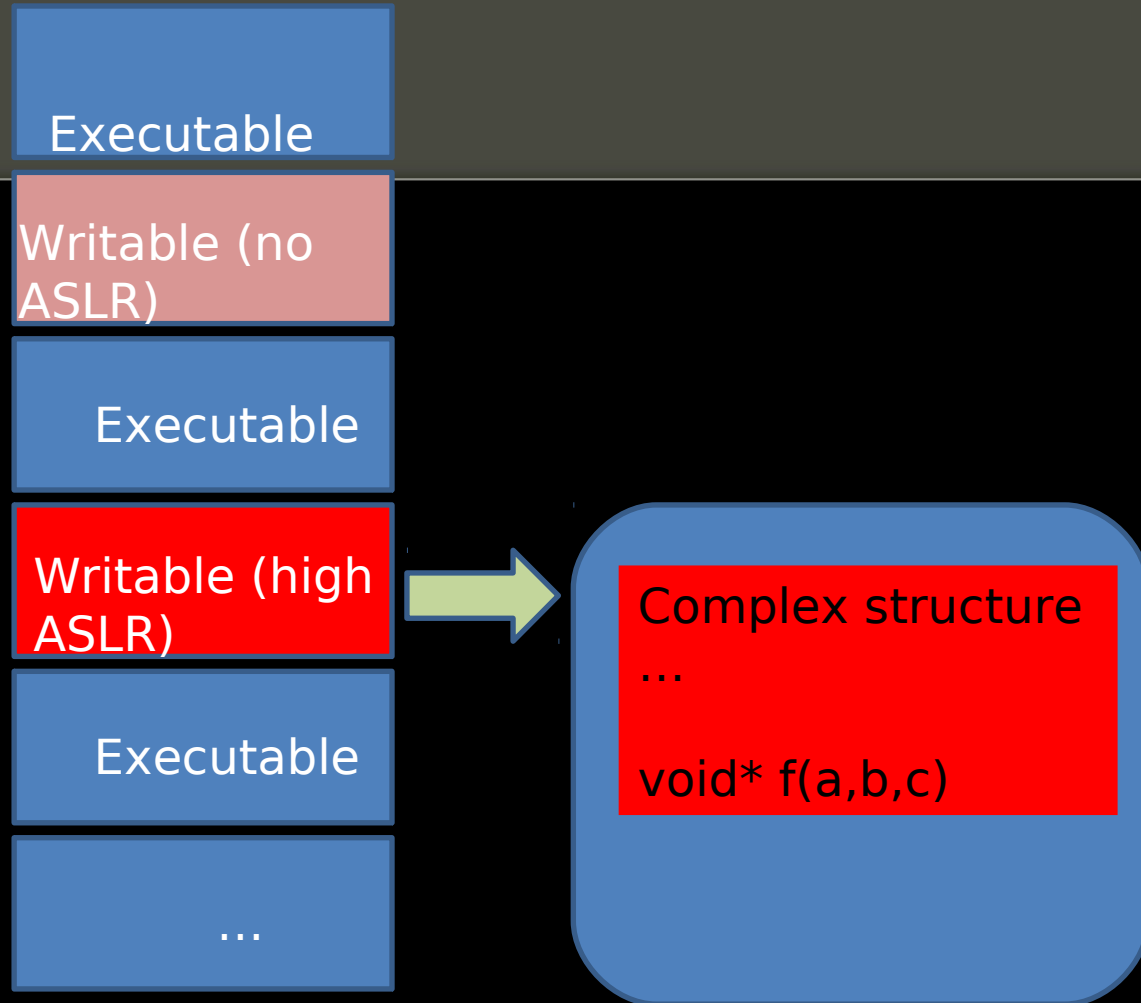 Executable
Writable (no
ASLR)
Executable
Writable (high
ASLR)
Executable
...
Complex structure
...
void* f(a,b,c)